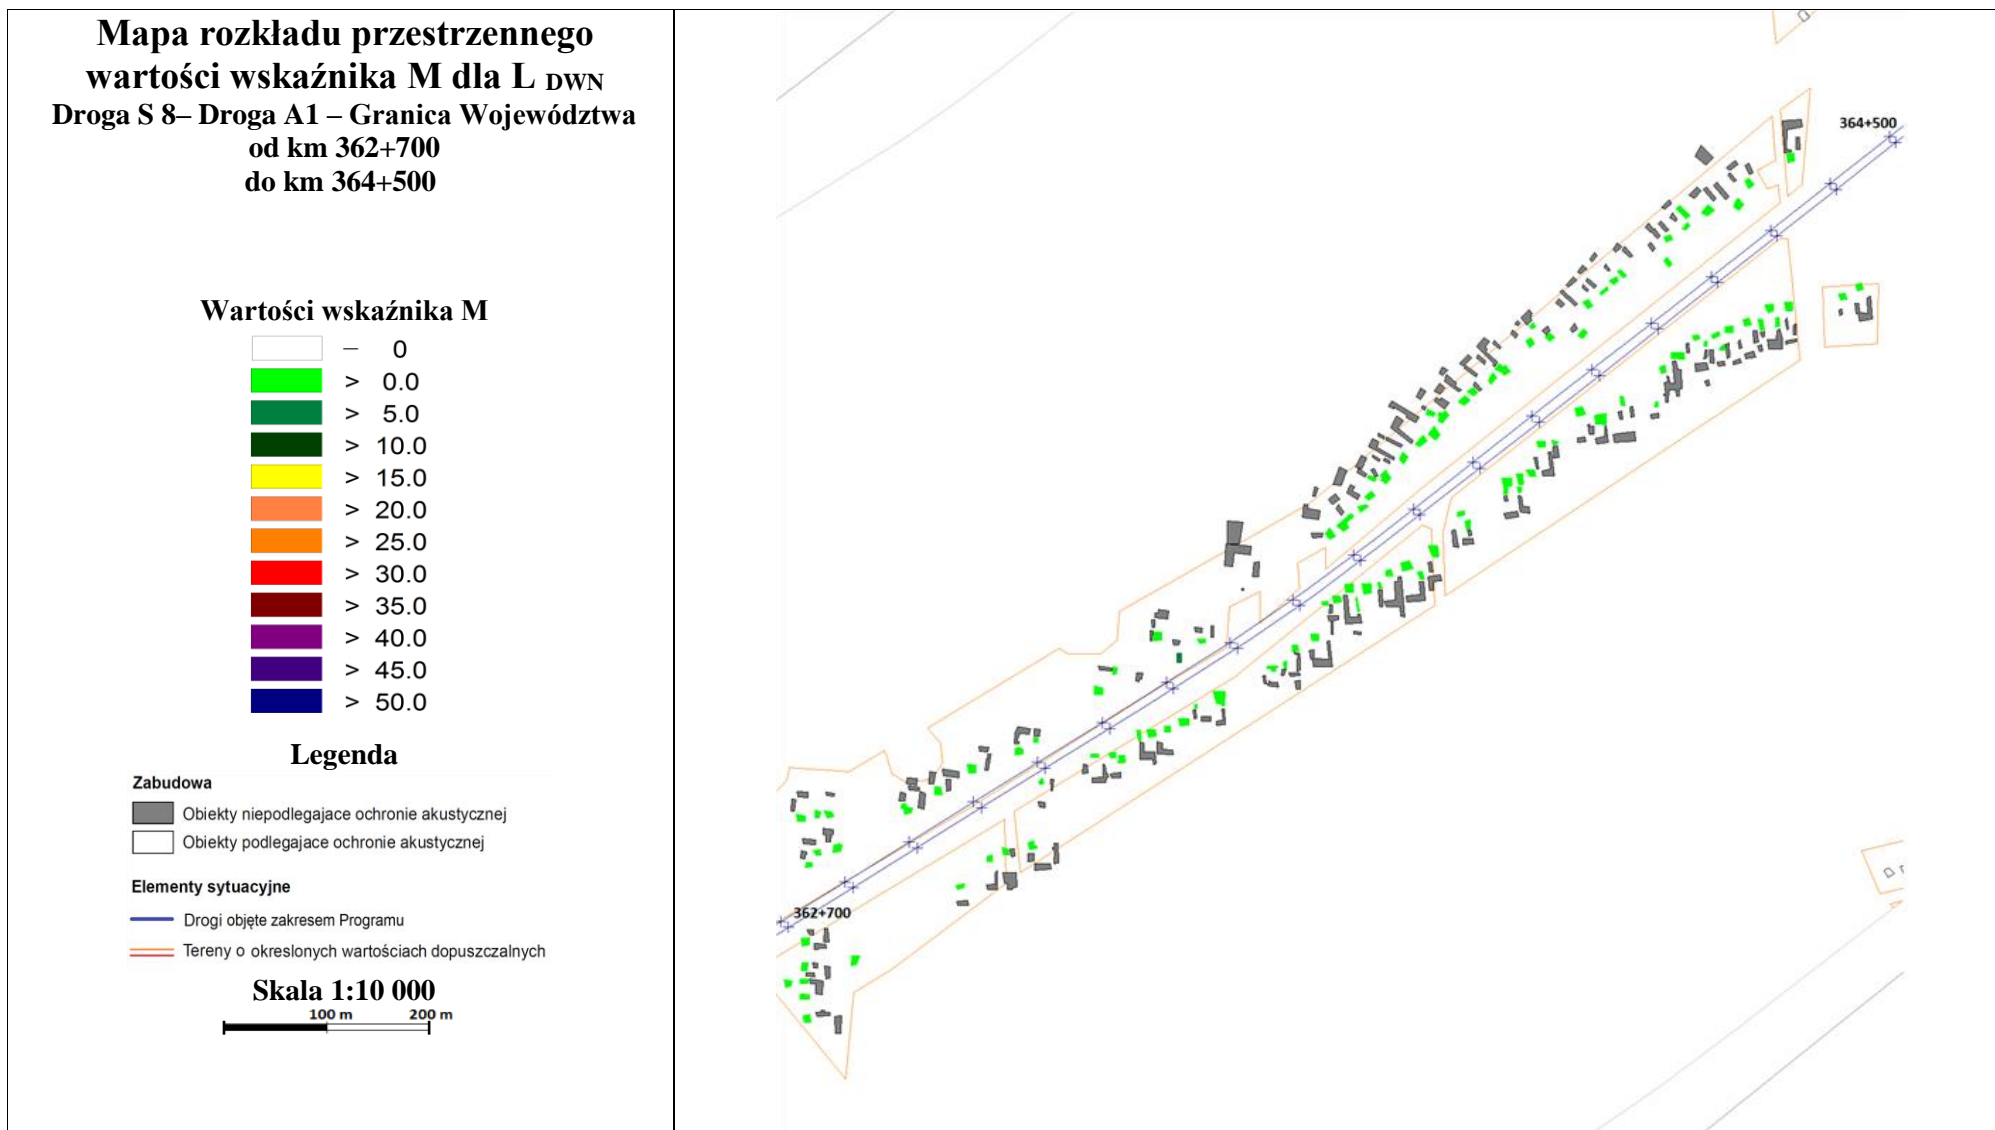 Mapa rozkładu przestrzennego
wartości wskaźnika M dla L DWN
Droga S 8– Droga A1 – Granica Województwa
od km 362+700
do km 364+500
Wartości wskaźnika M
– 0
> 0.0
> 5.0
> 10.0
> 15.0
> 20.0
> 25.0
> 30.0
> 35.0
> 40.0
> 45.0
> 50.0
Legenda
Zabudowa
Obiekty niepodlegajace ochronie akustycznej
Obiekty podlegajace ochronie akustycznej
Elementy sytuacyjne
Drogi objęte zakresem Programu
Tereny o okreslonych wartościach dopuszczalnych
Skala 1:10 000
100 m 200 m
364+500
362+700